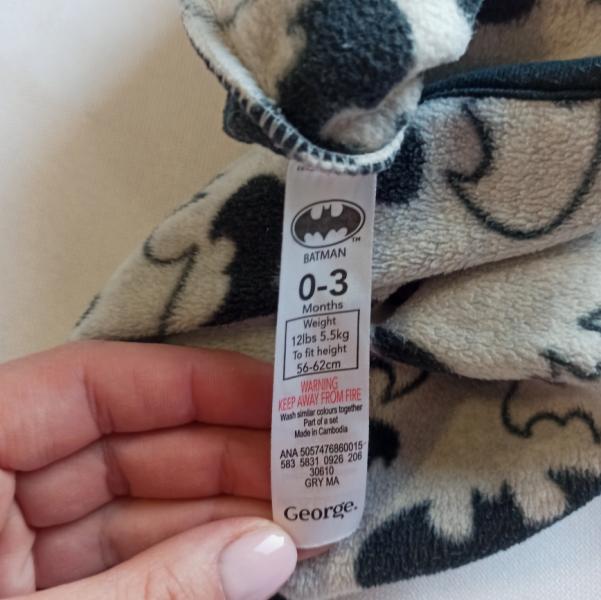 ™
BATMAN
0-3
Months
Weight
12lbs 5.5kg
To fit height
56-62cm
WARNING
KEEP AWAY FROM FIRE
Wash similar colours together
Part of a set
Made in Cambodia
ANA 5057476860015
583 5831 0926 206
30610
GRY MA
George.